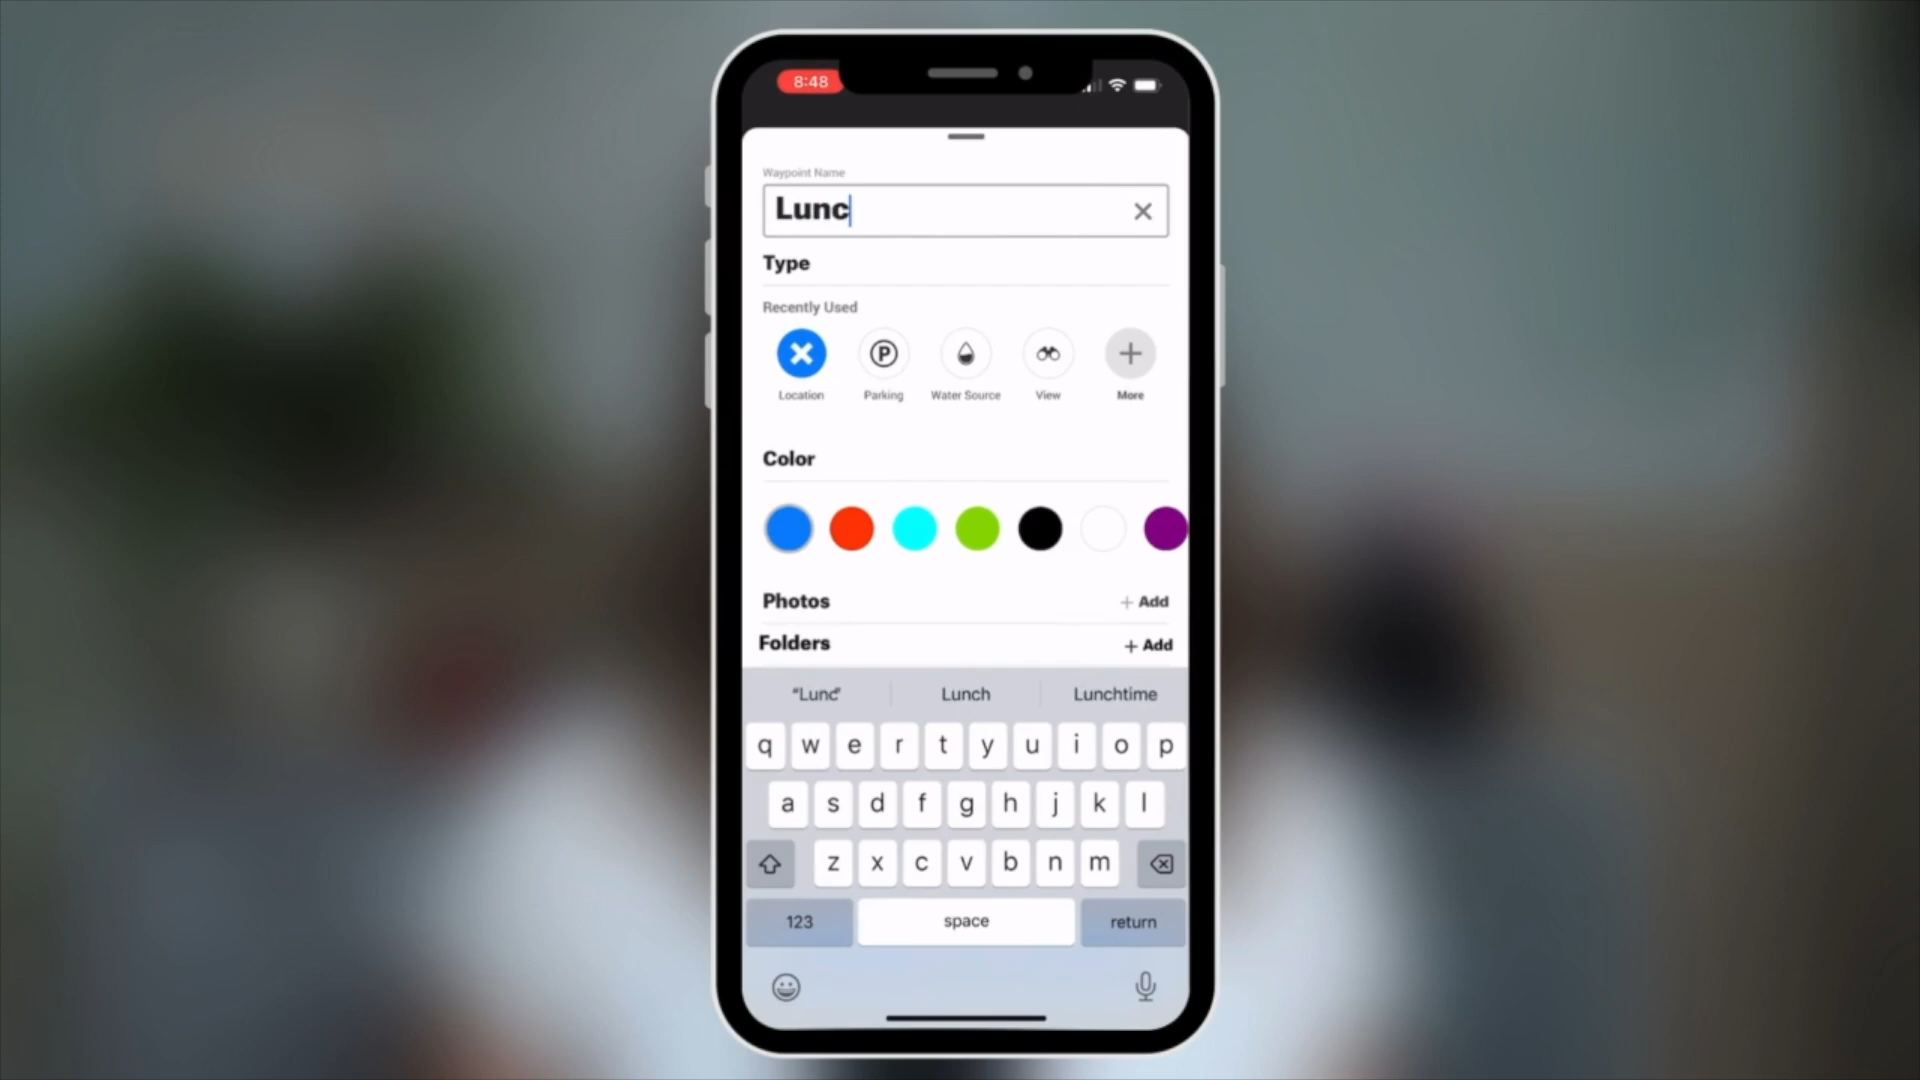 8:48
Waypoint Name
Lunc
Type
Recently Used
P
Location Parking Water Source View More
Color
Photos + Add
Folders + Add
“Lunc” Lunch Lunchtime
q w e r t y u i o p
a s d f g h j k l
z x c v b n m
123 space return